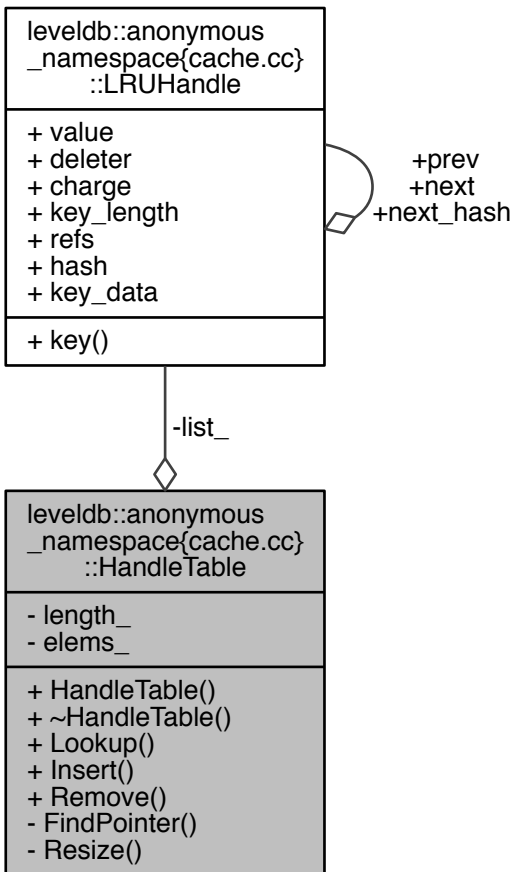 leveldb::anonymous
_namespace{cache.cc}
::LRUHandle
+ value
+ deleter
+ charge
+ key_length
+ refs
+ hash
+ key_data
+ key()
+prev
+next
+next_hash
-list_
leveldb::anonymous
_namespace{cache.cc}
::HandleTable
- length_
- elems_
+ HandleTable()
+ ~HandleTable()
+ Lookup()
+ Insert()
+ Remove()
- FindPointer()
- Resize()